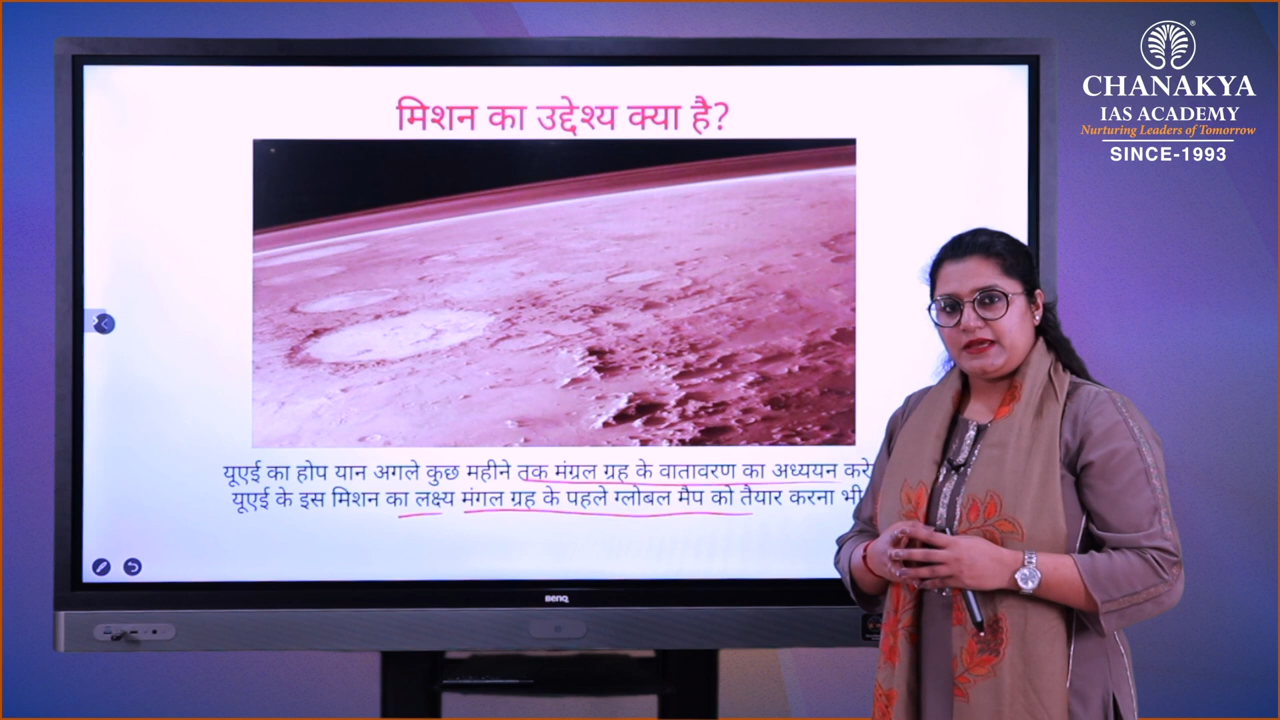 मिशन का उद्देश्य क्या है?
यूएई का होप यान अगले कुछ महीने तक मंग्रल ग्रह के वातावरण का अध्ययन करे
यूएई के इस मिशन का लक्ष्य मंगल ग्रह के पहले ग्लोबल मैप को तैयार करना भी
BenQ
CHANAKYA
IAS ACADEMY
Nurturing Leaders of Tomorrow
SINCE-1993